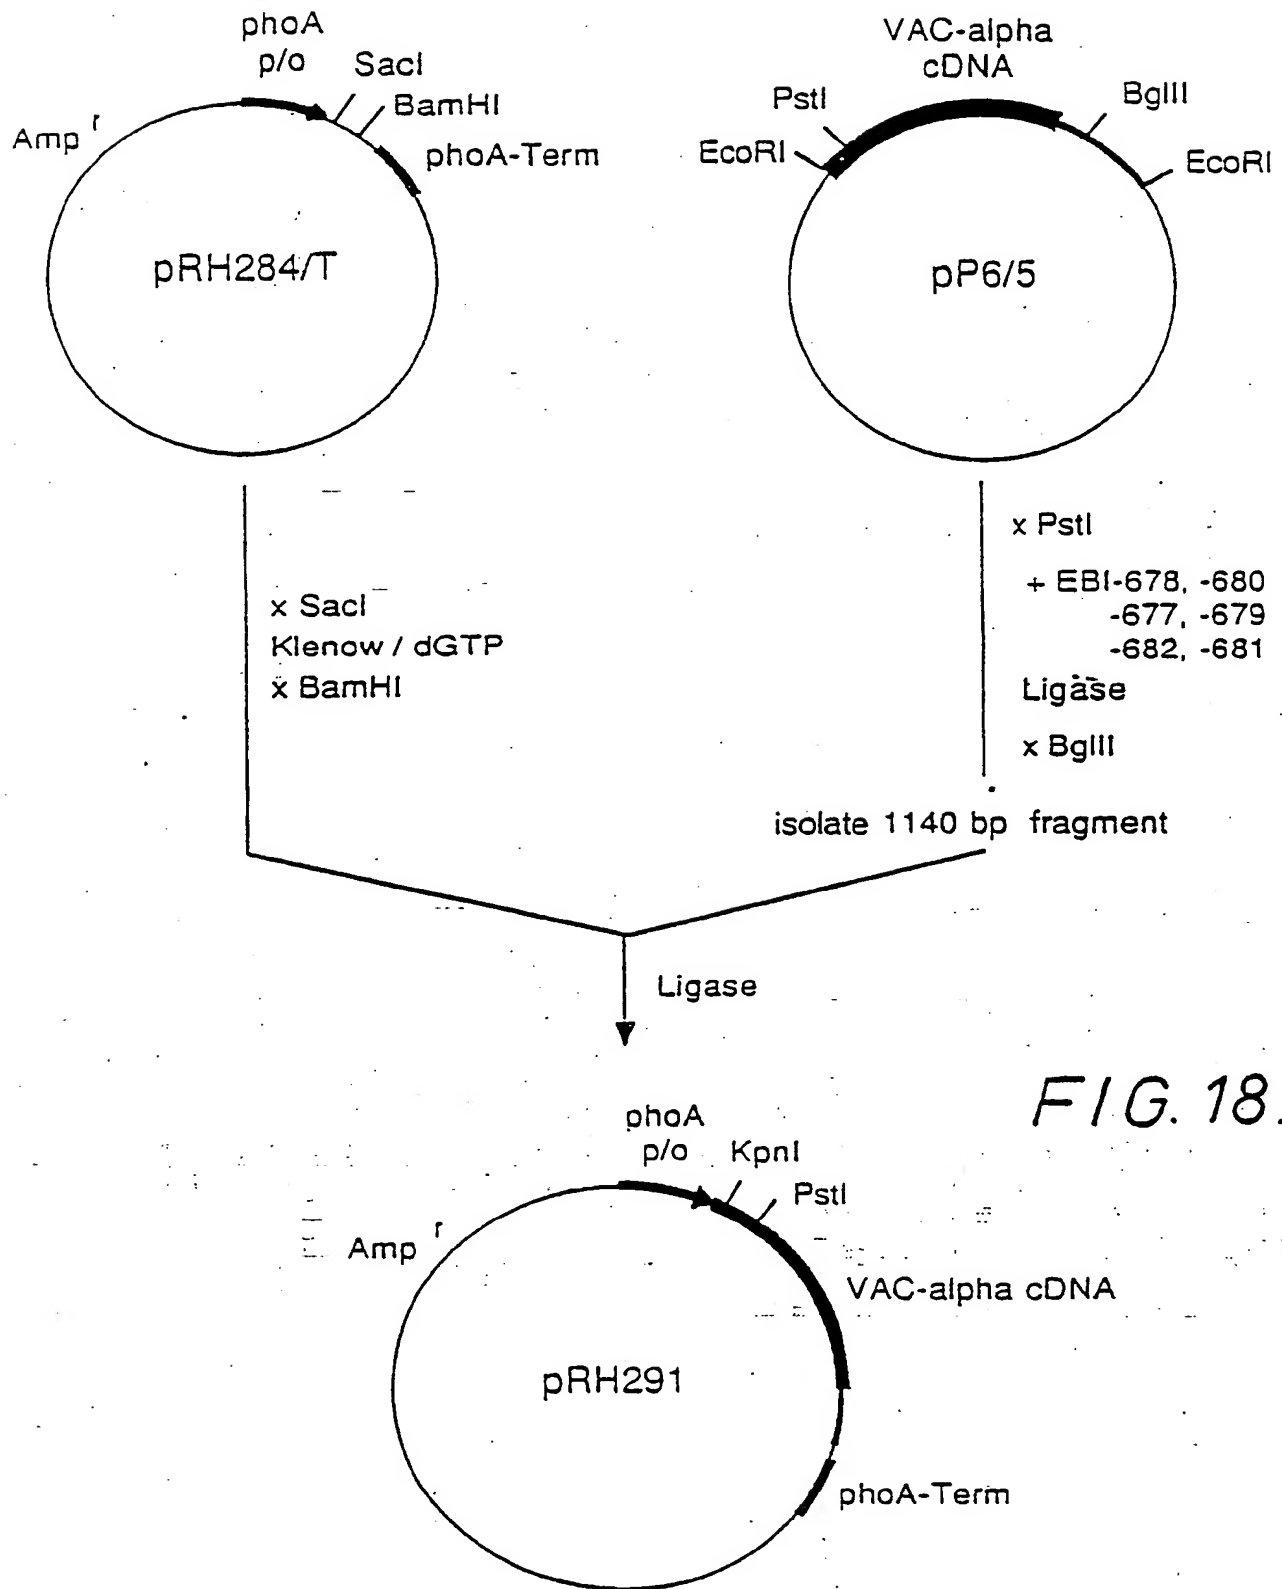 phoA
p/o
SacI
BamHI
Amp r
phoA-Term
pRH284/T
VAC-alpha
cDNA
PstI
BglII
EcoRI
EcoRI
pP6/5
x SacI
Klenow / dGTP
x BamHI
x PstI
+ EBI-678, -680
-677, -679
-682, -681
Ligase
x BglII
isolate 1140 bp fragment
Ligase
FIG. 18.
phoA
p/o
KpnI
PstI
Amp r
VAC-alpha cDNA
pRH291
phoA-Term